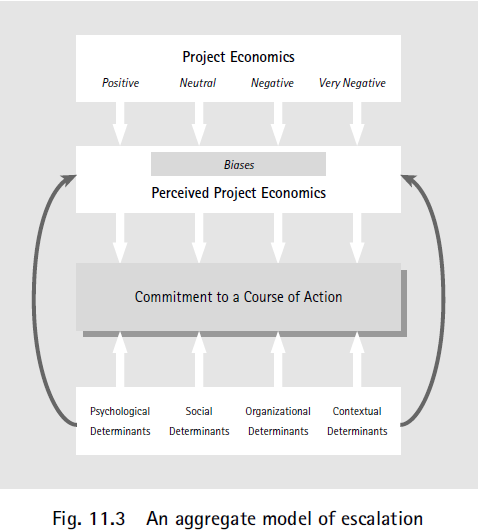 Project Economics
Positive Neutral Negative Very Negative
Biases
Perceived Project Economics
Commitment to a Course of Action
Psychological Social Organizational Contextual
Determinants Determinants Determinants Determinants
Fig. 11.3 An aggregate model of escalation